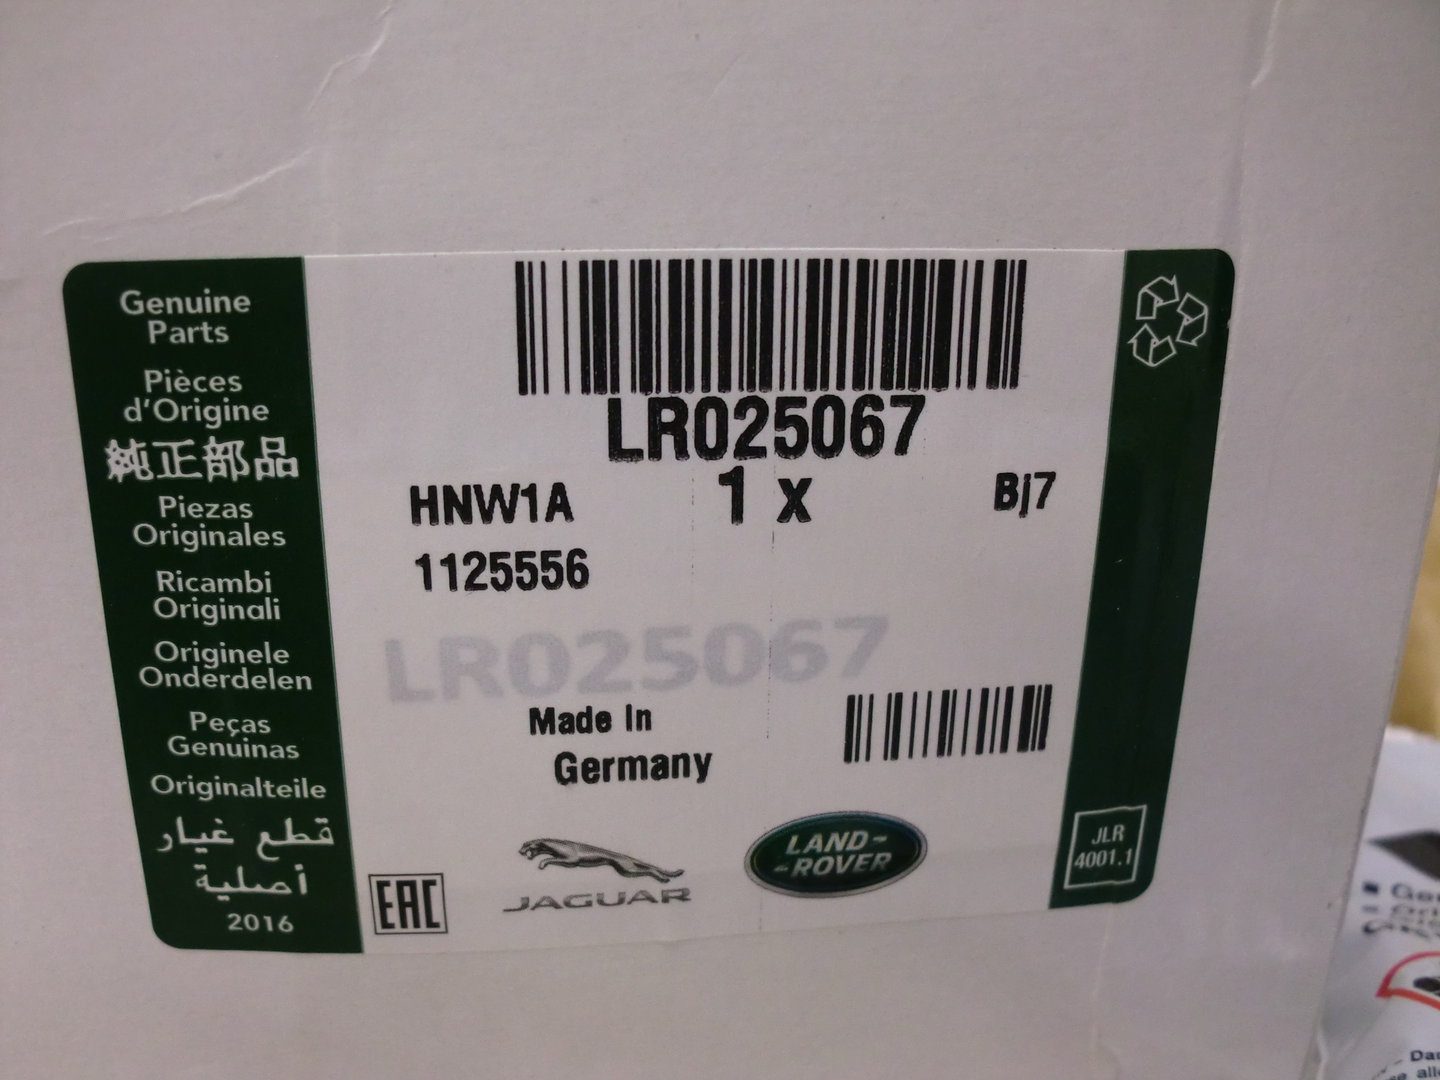 Genuine
Parts
Pièces
d'Origine
純正部品
Piezas
Originales
Ricambi
Originali
Originele
Onderdelen
Peças
Genuinas
Originalteile
قطع غيار
أصلية
2016
LR025067
HNW1A 1 x Bj7
1125556
LR025067
Made In
Germany
EAC
JAGUAR
LAND-
-ROVER
JLR
4001.1